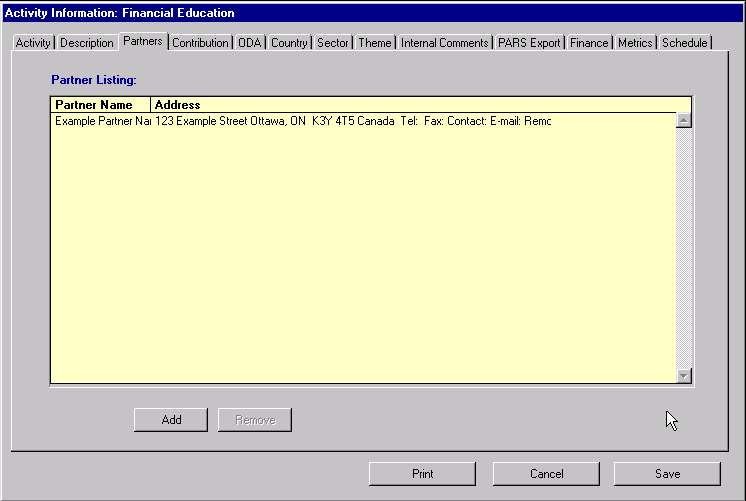 Activity Information: Financial Education
Activity Description Partners Contribution ODA Country Sector Theme Internal Comments PARS Export Finance Metrics Schedule
Partner Listing:
Partner Name Address
Example Partner Nar 123 Example Street Ottawa, ON K3Y 4T5 Canada Tel: Fax: Contact: E-mail: Remc
Add Remove
Print Cancel Save